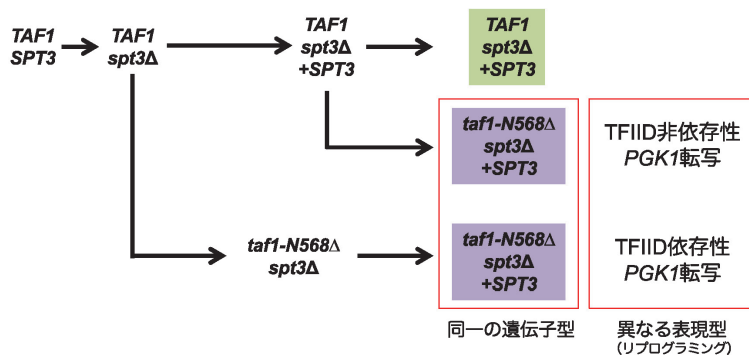 TAF1
SPT3
TAF1
spt3Δ
TAF1
spt3Δ
+SPT3
TAF1
spt3Δ
+SPT3
taf1-N568Δ
spt3Δ
+SPT3
TFIID非依存性
PGK1転写
taf1-N568Δ
spt3Δ
taf1-N568Δ
spt3Δ
+SPT3
TFIID依存性
PGK1転写
同一の遺伝子型
異なる表現型
(リプログラミング)